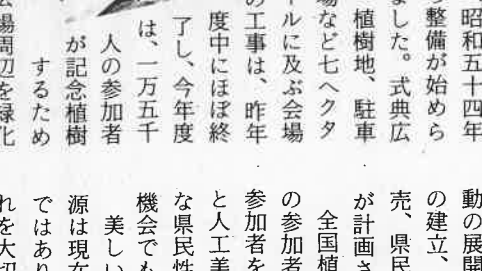 昭和五十四年
の整備が始めら
ました。式典広
植樹地、駐車
場など七ヘクタ
ールに及ぶ会場
の工事は、昨年
度中にほぼ終
了し、今年度
は、一万五千
人の参加者
が記念植樹
するため
会場周辺を緑化
動の展開
の建立、
売、県民
が計画さ
全国植
の参加者
参加者を
と人工美
な県民性
機会でも
美しい
源は現在
ではあり
れを大切